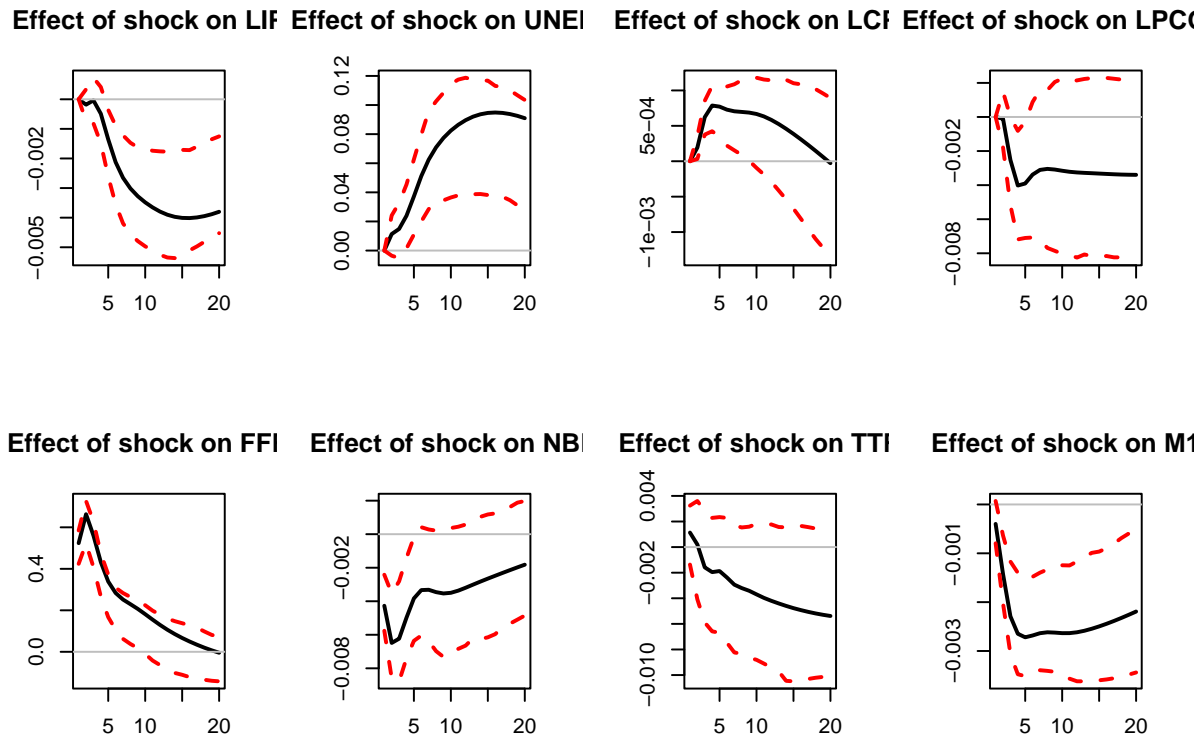 Effect of shock on LIP
Effect of shock on UNEI
Effect of shock on LCP
Effect of shock on LPCO
−0.005 −0.002
5 10 20
0.00 0.04 0.08 0.12
5 10 20
−1e−03 5e−04
5 10 20
−0.008 −0.002
5 10 20
Effect of shock on FFI
Effect of shock on NBI
Effect of shock on TTF
Effect of shock on M1
0.0 0.4
5 10 20
−0.008 −0.002
5 10 20
−0.010 −0.002 0.004
5 10 20
−0.003 −0.001
5 10 20